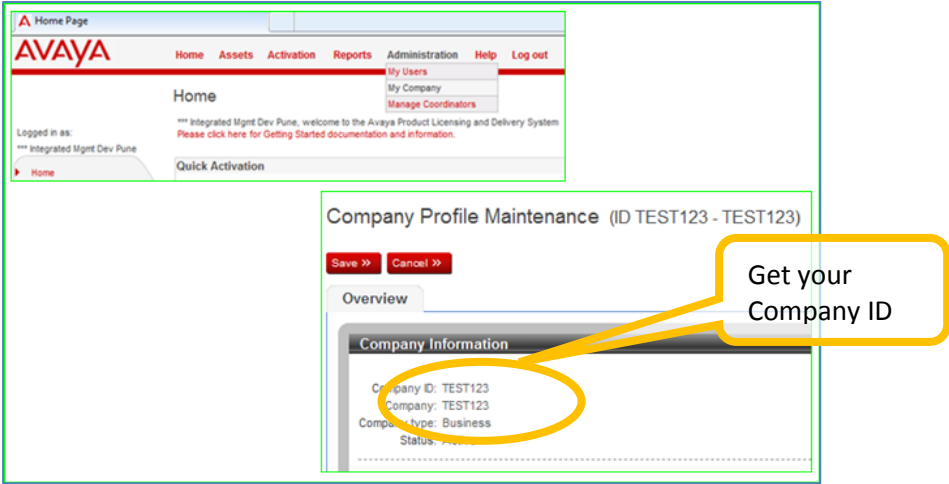 Home Page
AVAYA
Home Assets Activation Reports Administration Help Log out
My Users
My Company
Manage Coordinators
Home
*** Integrated Mgmt Dev Pune, welcome to the Avaya Product Licensing and Delivery System
Please click here for Getting Started documentation and information.
Logged in as:
*** Integrated Mgmt Dev Pune
Home
Quick Activation
Company Profile Maintenance (ID TEST123 - TEST123)
Save »
Cancel »
Overview
Get your
Company ID
Company Information
Company ID: TEST123
Company: TEST123
Company type: Business
Status: